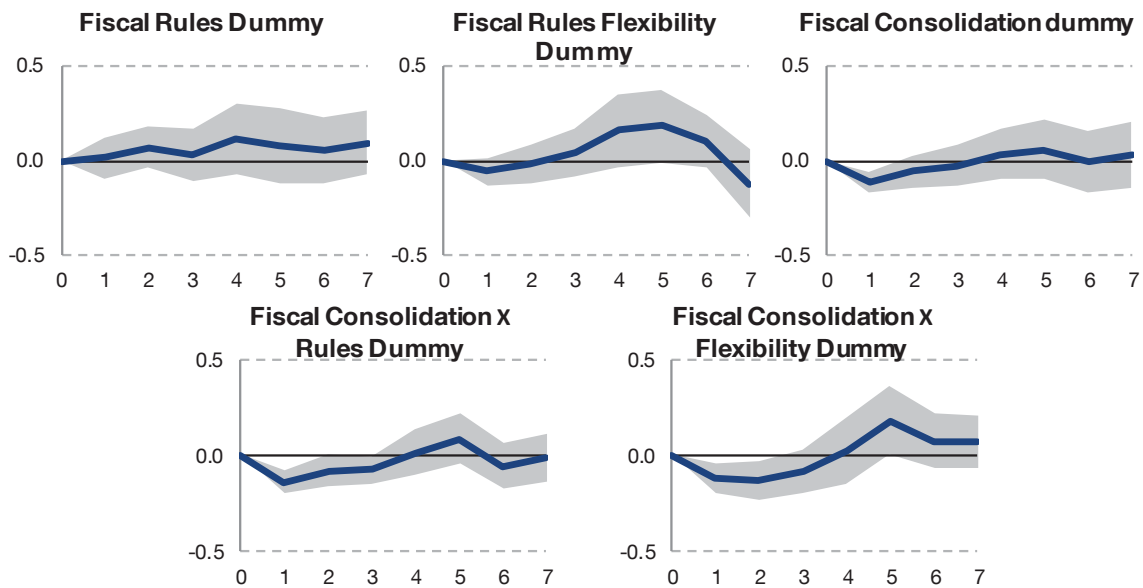 Fiscal Rules Dummy
0.5
0.0
-0.5
0 1 2 3 4 5 6 7
Fiscal Rules Flexibility
Dummy
0.5
0.0
-0.5
0 1 2 3 4 5 6 7
Fiscal Consolidation dummy
0.5
0.0
-0.5
0 1 2 3 4 5 6 7
Fiscal Consolidation X
Rules Dummy
0.5
0.0
-0.5
0 1 2 3 4 5 6 7
Fiscal Consolidation X
Flexibility Dummy
0.5
0.0
-0.5
0 1 2 3 4 5 6 7